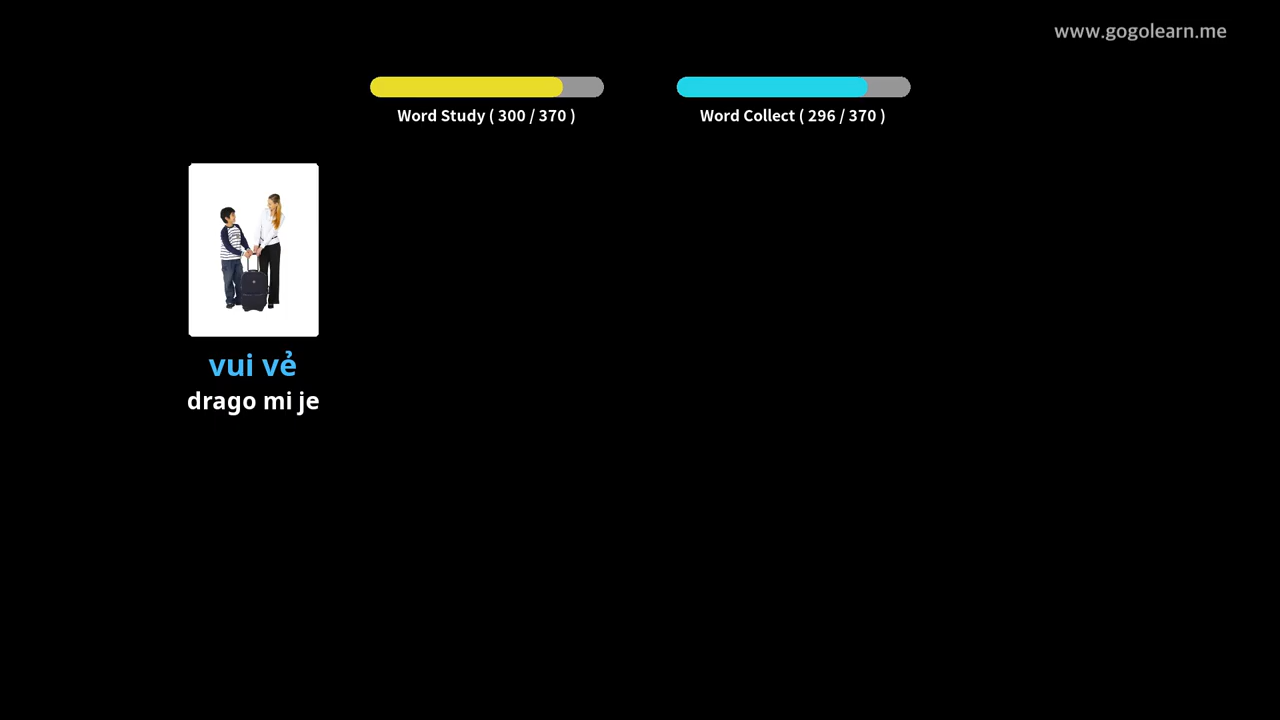 www.gogolearn.me
Word Study ( 300 / 370 )
Word Collect ( 296 / 370 )
vui vẻ
drago mi je